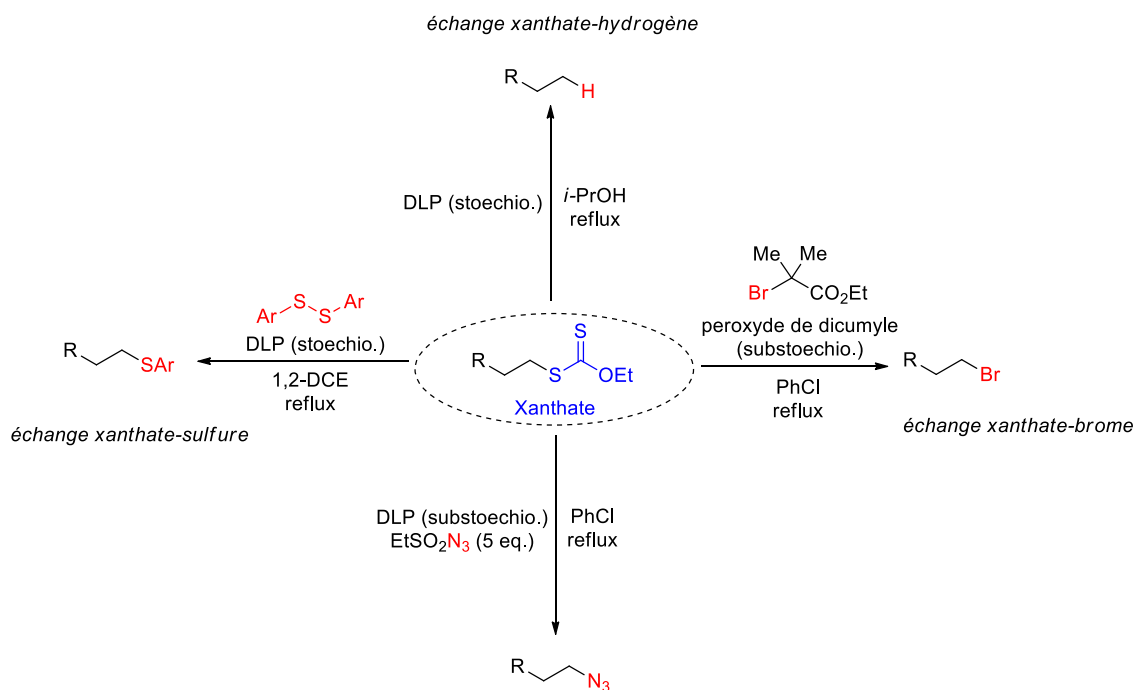 échange xanthate-hydrogène
R
H
DLP (stoechio.)
i-PrOH
reflux
Me
Me
Br
CO2Et
peroxyde de dicumyle
(substoechio.)
PhCl
reflux
R
Br
échange xanthate-brome
Ar
S
S
Ar
DLP (stoechio.)
1,2-DCE
reflux
R
SAr
échange xanthate-sulfure
R
S
S
OEt
Xanthate
DLP (substoechio.)
EtSO2N3 (5 eq.)
PhCl
reflux
R
N3